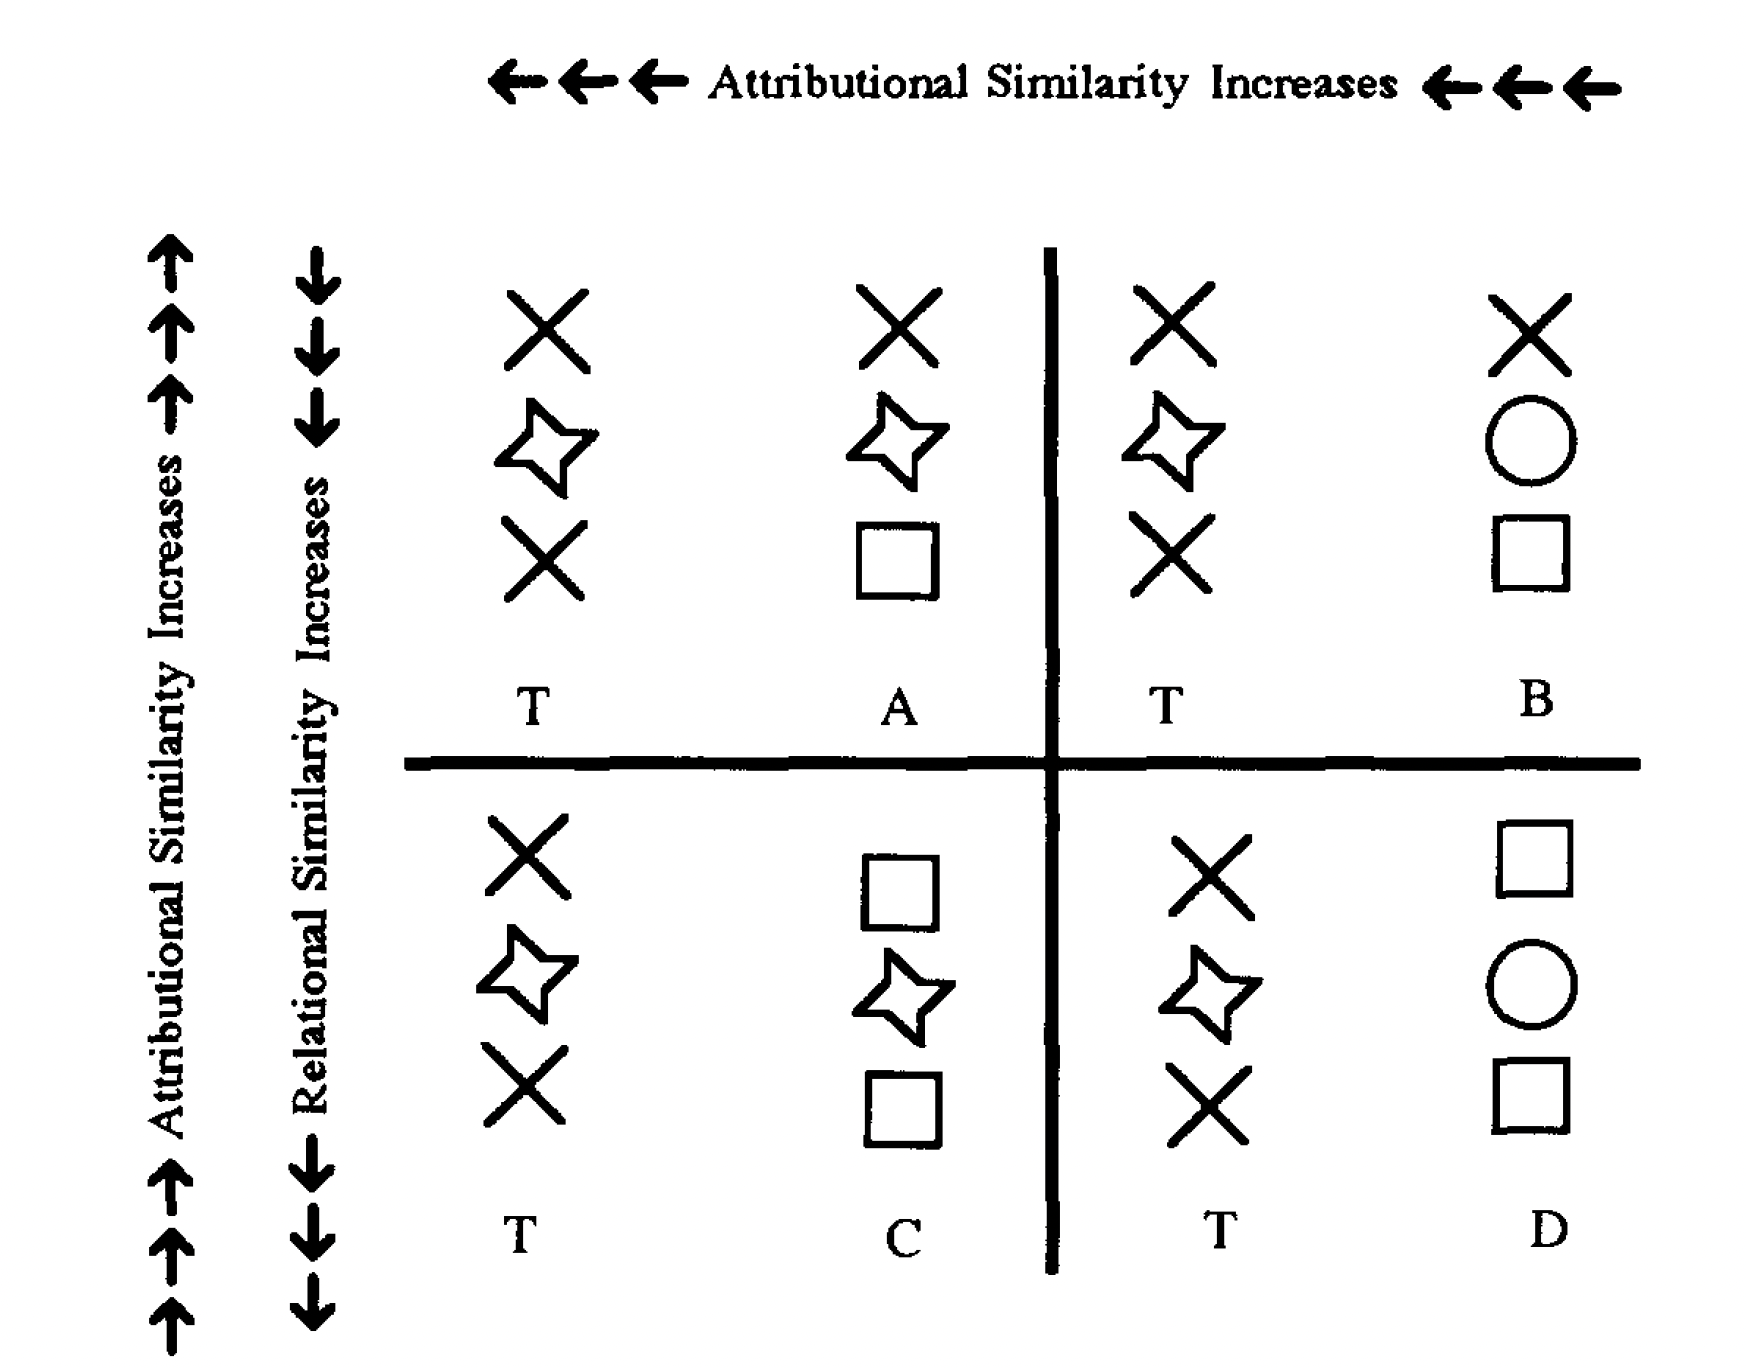 Attributional Similarity Increases
Attributional Similarity Increases
Relational Similarity Increases
T A T B
T C T D